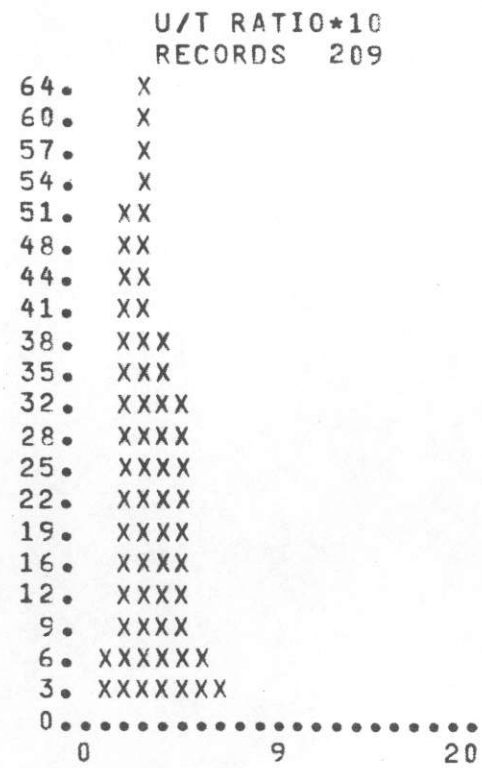 U/T RATIO*10
RECORDS 209
64. X
60. X
57. X
54. X
51. XX
48. XX
44. XX
41. XX
38. XXX
35. XXX
32. XXXX
28. XXXX
25. XXXX
22. XXXX
19. XXXX
16. XXXX
12. XXXX
9. XXXX
6. XXXXXX
3. XXXXXXX
0......................
0 9 20